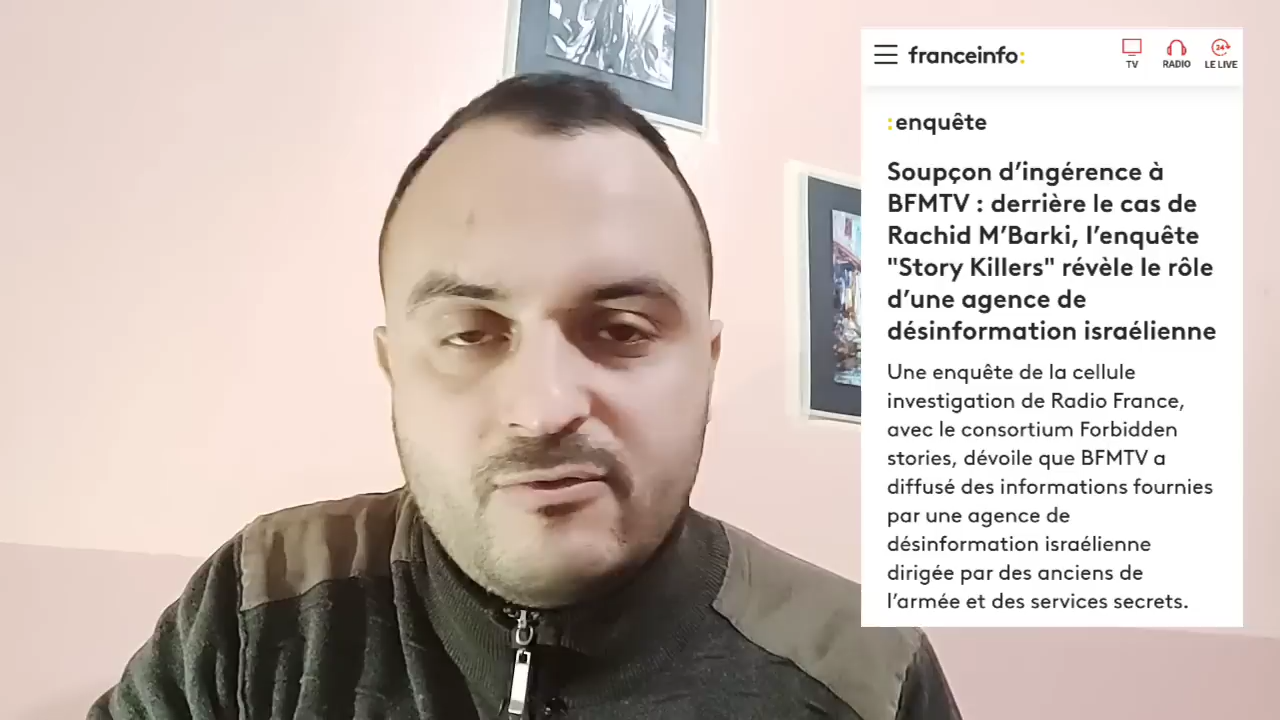 franceinfo:
TV
RADIO
24
LE LIVE
:enquête
Soupçon d’ingérence à
BFMTV : derrière le cas de
Rachid M’Barki, l’enquête
"Story Killers" révèle le rôle
d’une agence de
désinformation israélienne
Une enquête de la cellule
investigation de Radio France,
avec le consortium Forbidden
stories, dévoile que BFMTV a
diffusé des informations fournies
par une agence de
désinformation israélienne
dirigée par des anciens de
l’armée et des services secrets.